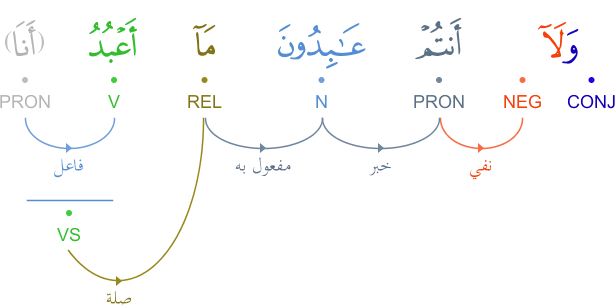 وَلَآ أَنتُمْ عَـٰبِدُونَ مَآ أَعْبُدُ (أَنَا)
CONJ NEG PRON N REL V PRON
نفي خبر مفعول به فاعل
VS
صلة